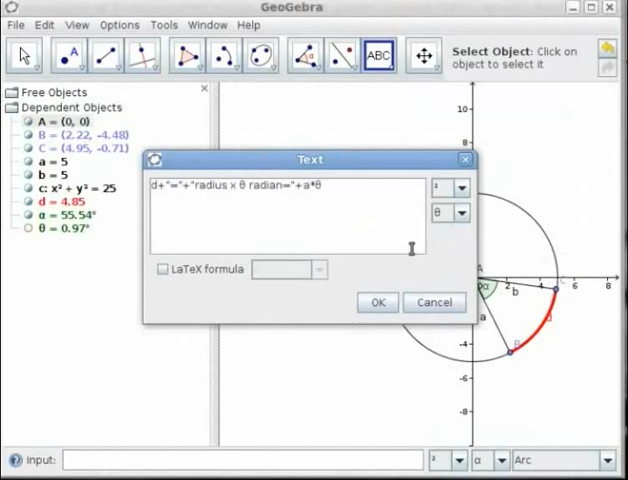 GeoGebra
File Edit View Options Tools Window Help
A
ABC
Select Object: Click on
object to select it
Free Objects
Dependent Objects
A = (0, 0)
B = (2.22, -4.48)
C = (4.95, -0.71)
a = 5
b = 5
c: x² + y² = 25
d = 4.85
α = 55.54°
θ = 0.97°
Text
d+"="+"radius x θ radian="+a*θ
²
θ
LaTeX formula
OK
Cancel
10
8
A
α
2
4
6
8
C
b
a
d
B
-4
-6
-8
Input:
²
α
Arc